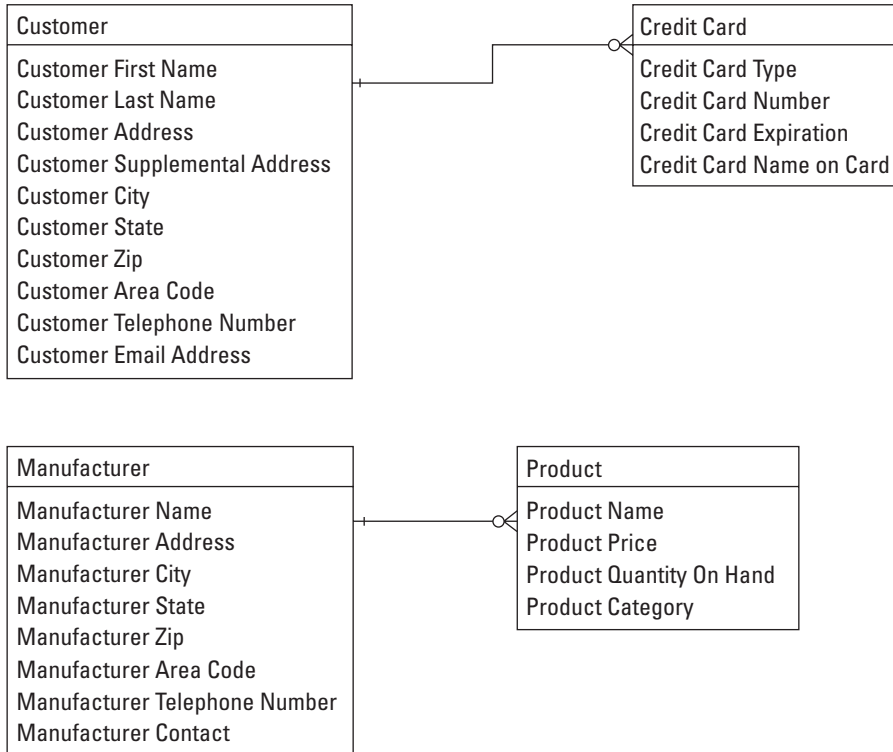 Customer
Customer First Name
Customer Last Name
Customer Address
Customer Supplemental Address
Customer City
Customer State
Customer Zip
Customer Area Code
Customer Telephone Number
Customer Email Address
Credit Card
Credit Card Type
Credit Card Number
Credit Card Expiration
Credit Card Name on Card
Manufacturer
Manufacturer Name
Manufacturer Address
Manufacturer City
Manufacturer State
Manufacturer Zip
Manufacturer Area Code
Manufacturer Telephone Number
Manufacturer Contact
Product
Product Name
Product Price
Product Quantity On Hand
Product Category